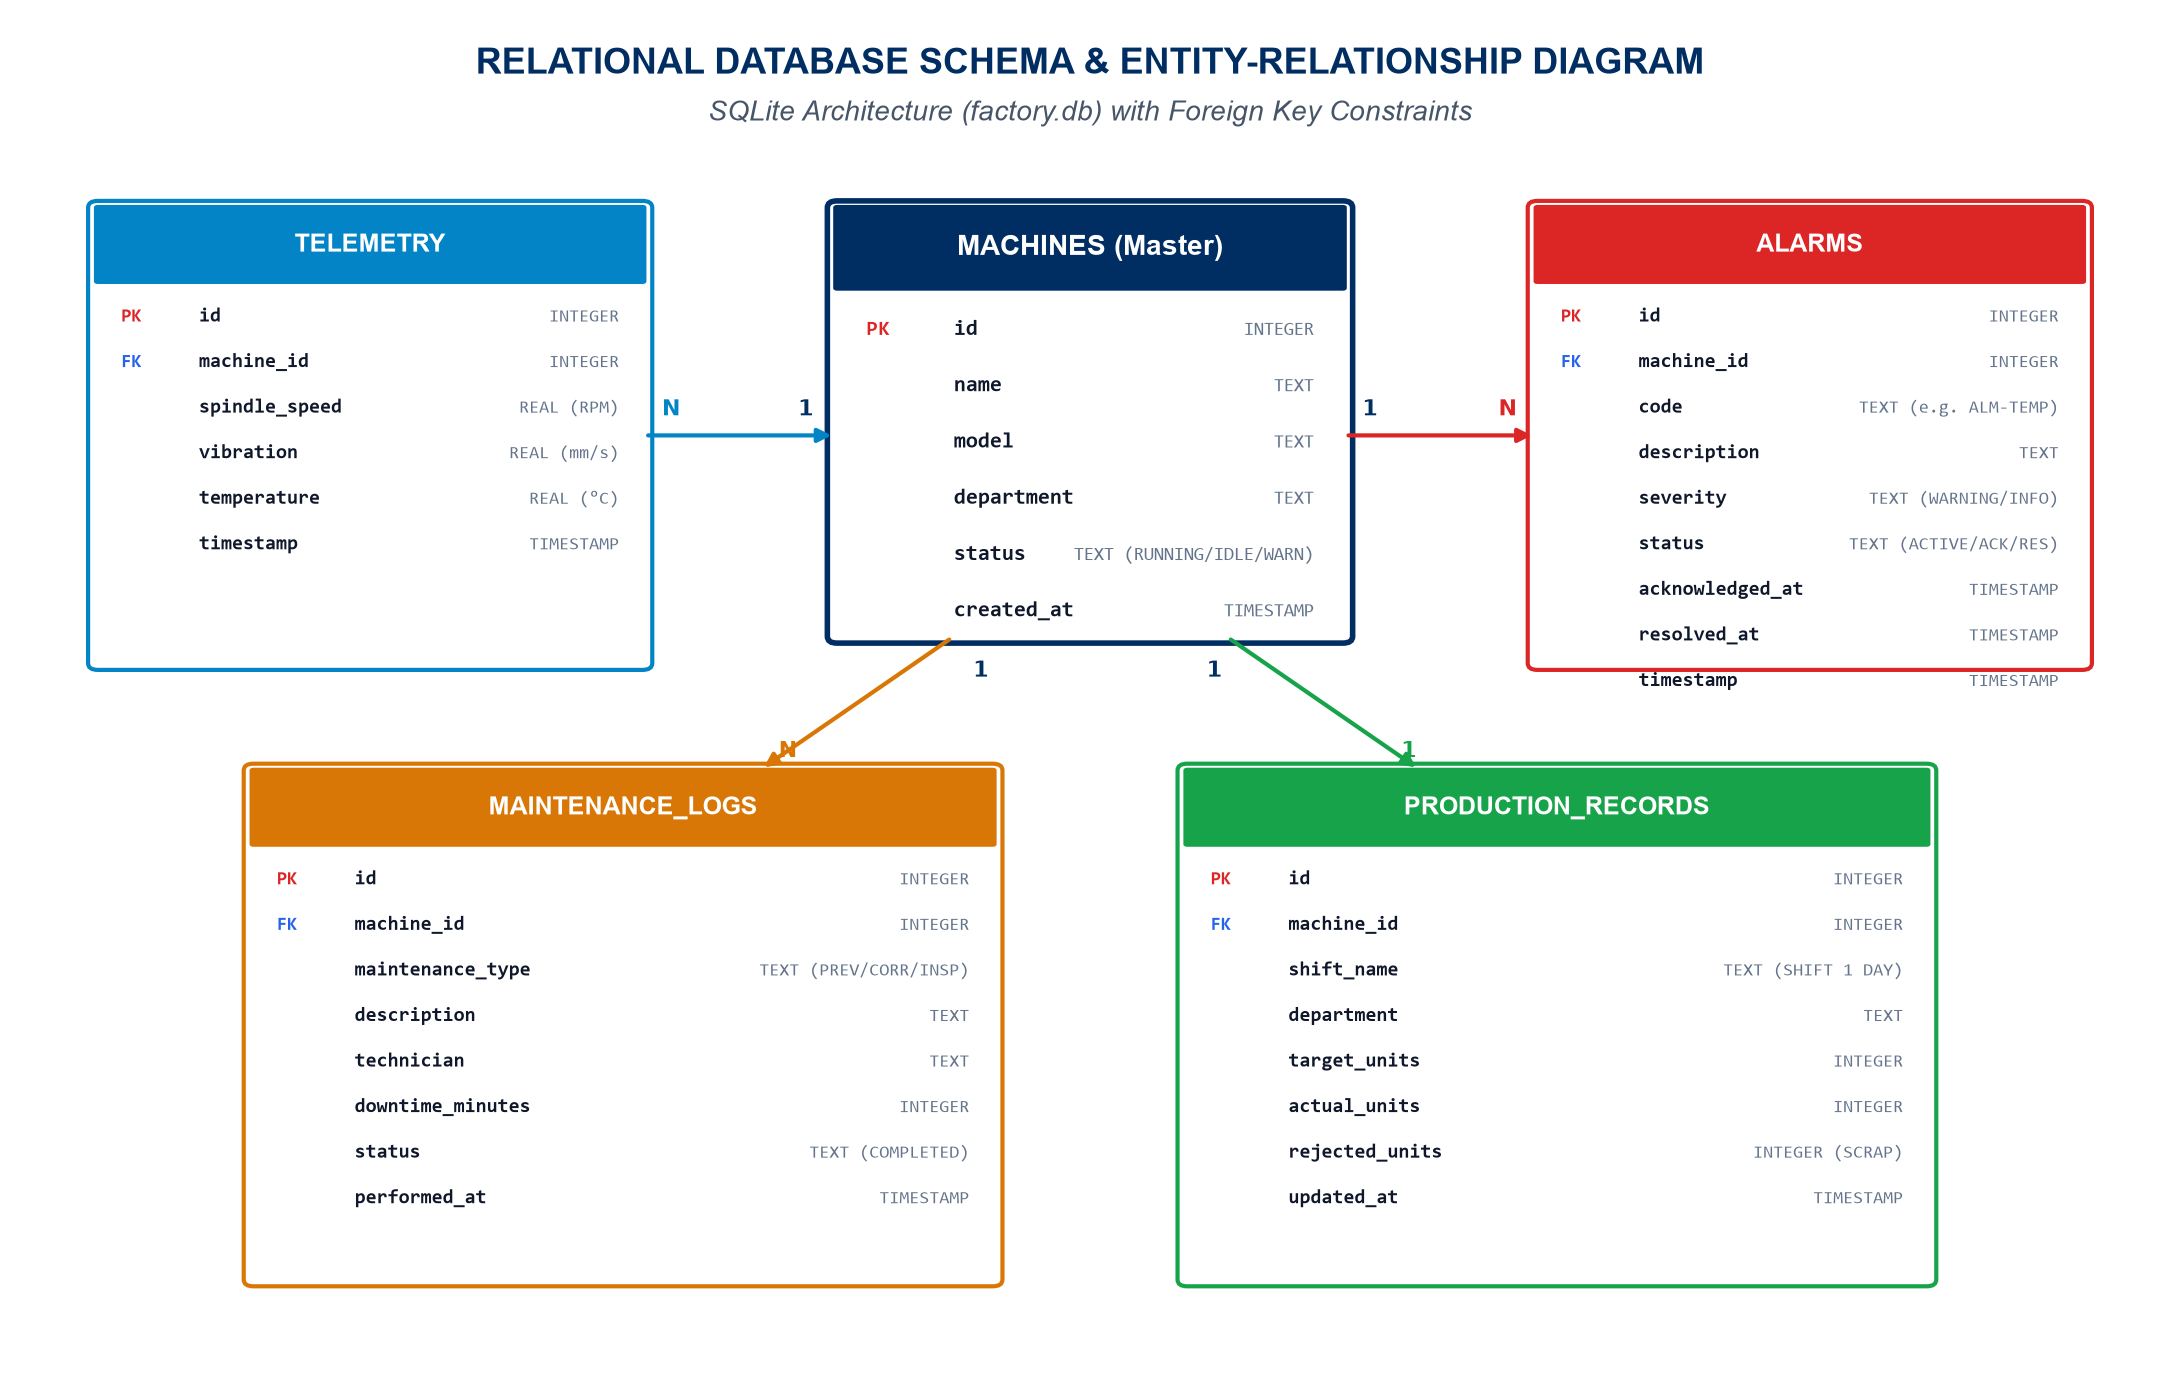 RELATIONAL DATABASE SCHEMA & ENTITY-RELATIONSHIP DIAGRAM
SQLite Architecture (factory.db) with Foreign Key Constraints
TELEMETRY
PK id INTEGER
FK machine_id INTEGER
spindle_speed REAL (RPM)
vibration REAL (mm/s)
temperature REAL (°C)
timestamp TIMESTAMP
N 1
MACHINES (Master)
PK id INTEGER
name TEXT
model TEXT
department TEXT
status TEXT (RUNNING/IDLE/WARN)
created_at TIMESTAMP
1 N
ALARMS
PK id INTEGER
FK machine_id INTEGER
code TEXT (e.g. ALM-TEMP)
description TEXT
severity TEXT (WARNING/INFO)
status TEXT (ACTIVE/ACK/RES)
acknowledged_at TIMESTAMP
resolved_at TIMESTAMP
timestamp TIMESTAMP
1 1
N 1
MAINTENANCE_LOGS
PK id INTEGER
FK machine_id INTEGER
maintenance_type TEXT (PREV/CORR/INSP)
description TEXT
technician TEXT
downtime_minutes INTEGER
status TEXT (COMPLETED)
performed_at TIMESTAMP
PRODUCTION_RECORDS
PK id INTEGER
FK machine_id INTEGER
shift_name TEXT (SHIFT 1 DAY)
department TEXT
target_units INTEGER
actual_units INTEGER
rejected_units INTEGER (SCRAP)
updated_at TIMESTAMP